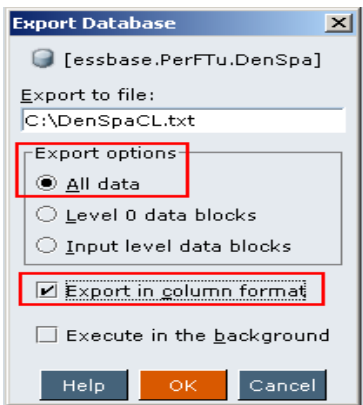 Export Database
[essbase.PerFTu.DenSpa]
Export to file:
C:\DenSpaCL.txt
Export options
All data
Level 0 data blocks
Input level data blocks
Export in column format
Execute in the background
Help OK Cancel